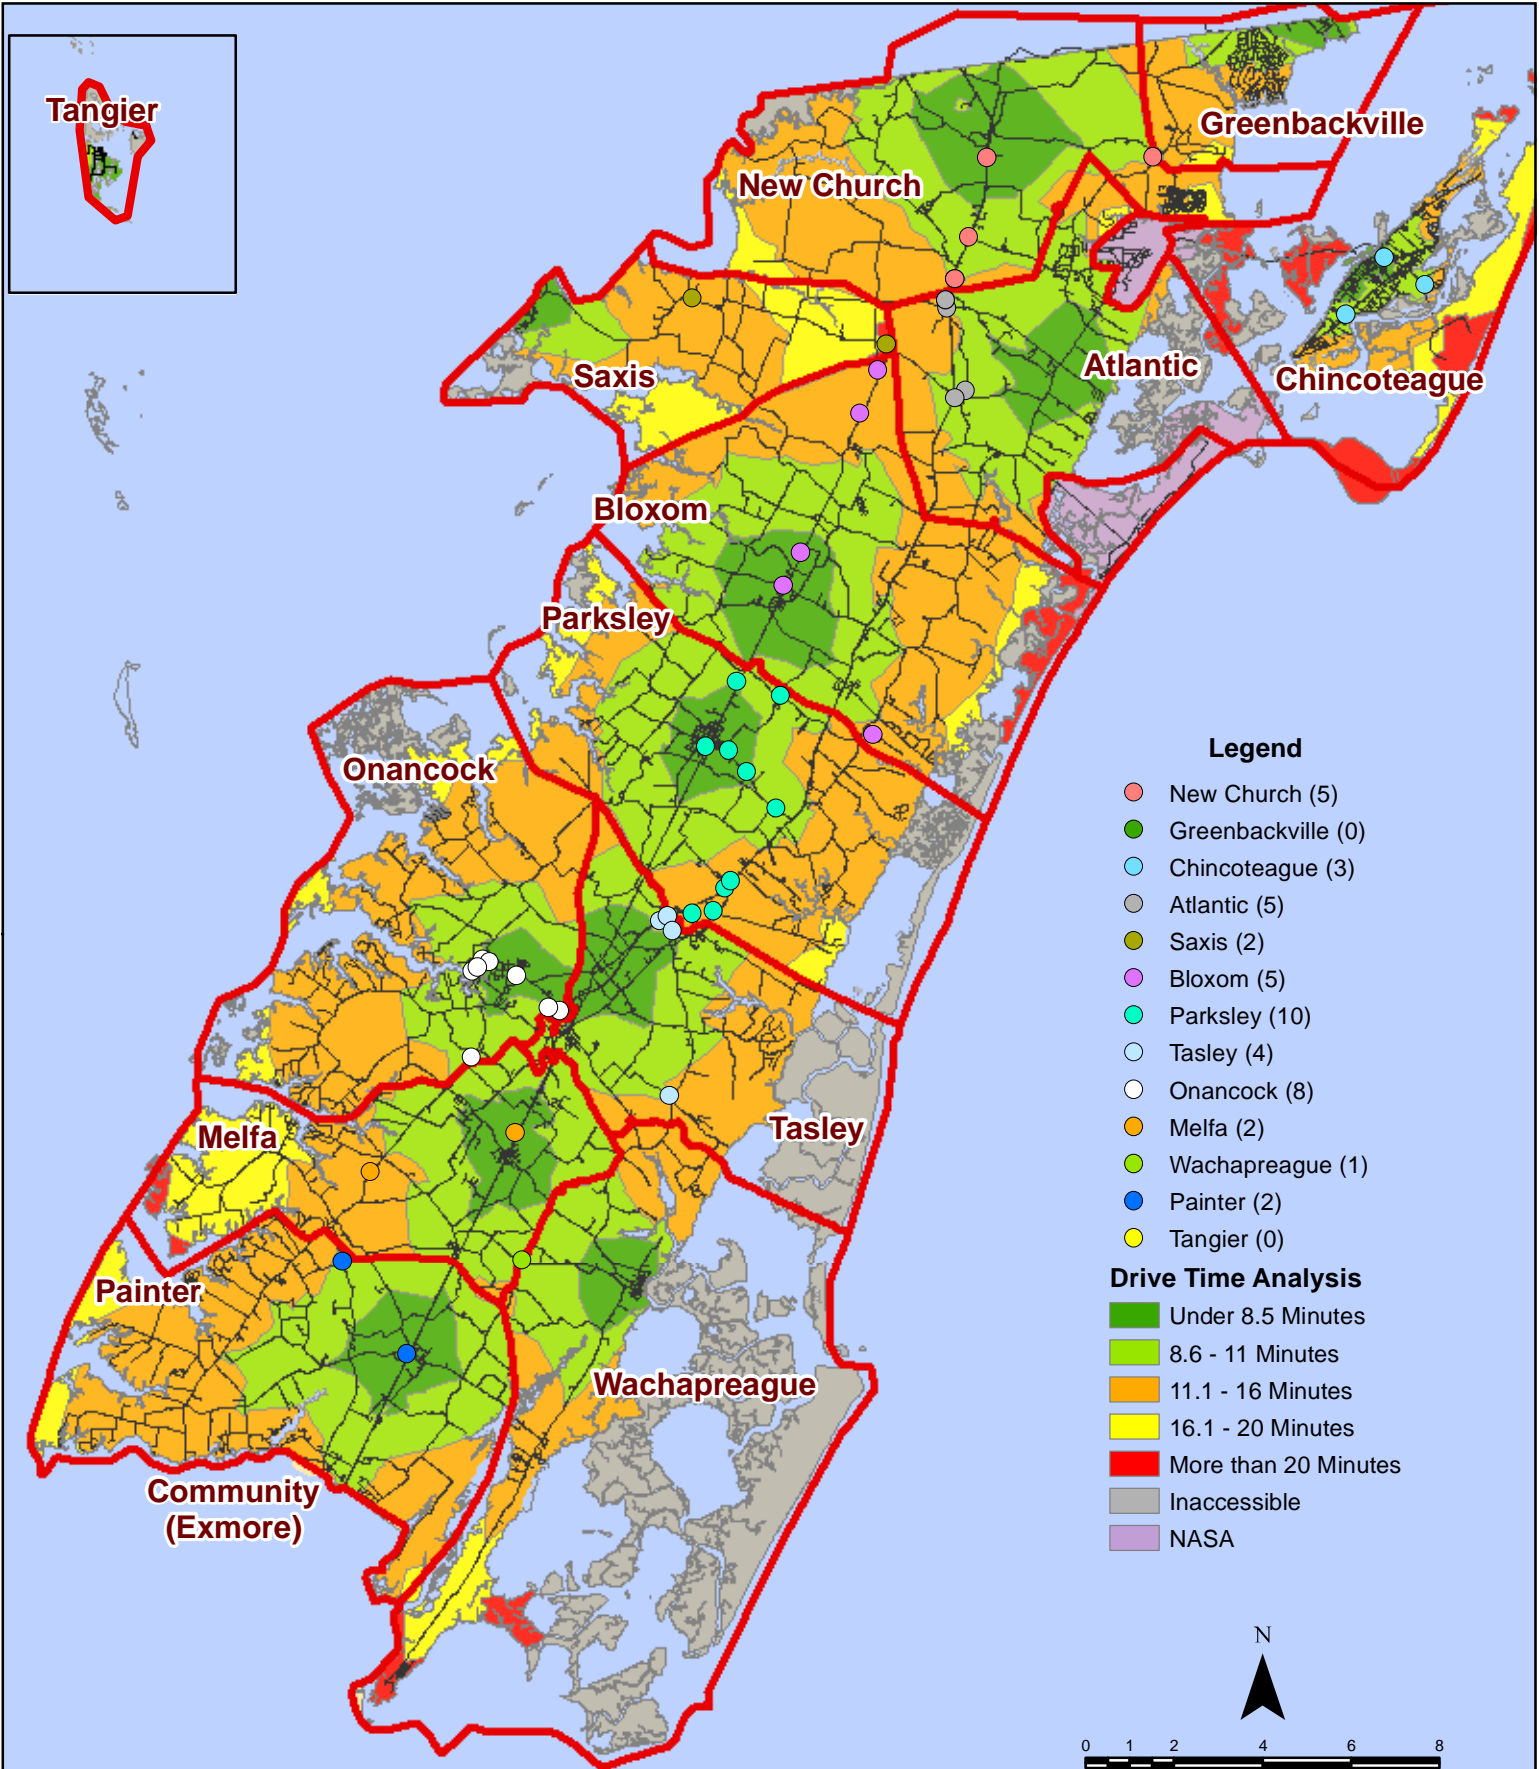 Tangier
Greenbackville
New Church
Saxis
Atlantic
Chincoteague
Bloxom
Parksley
Onancock
Tasley
Melfa
Painter
Wachapreague
Community
(Exmore)
Legend
New Church (5)
Greenbackville (0)
Chincoteague (3)
Atlantic (5)
Saxis (2)
Bloxom (5)
Parksley (10)
Tasley (4)
Onancock (8)
Melfa (2)
Wachapreague (1)
Painter (2)
Tangier (0)
Drive Time Analysis
Under 8.5 Minutes
8.6 - 11 Minutes
11.1 - 16 Minutes
16.1 - 20 Minutes
More than 20 Minutes
Inaccessible
NASA
N
0 1 2 4 6 8